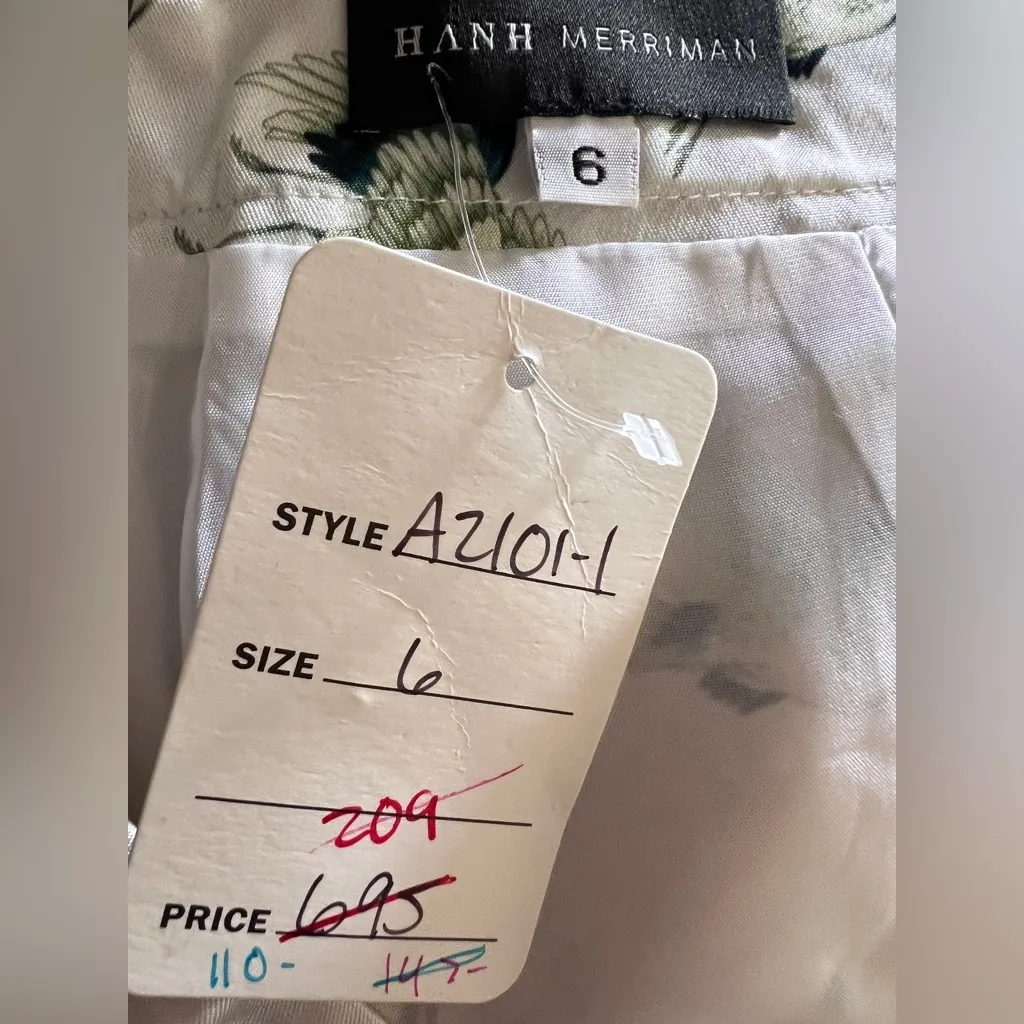 HANH MERRIMAN
6
STYLE A2101-1
SIZE 6
209
PRICE 695
110- 145-